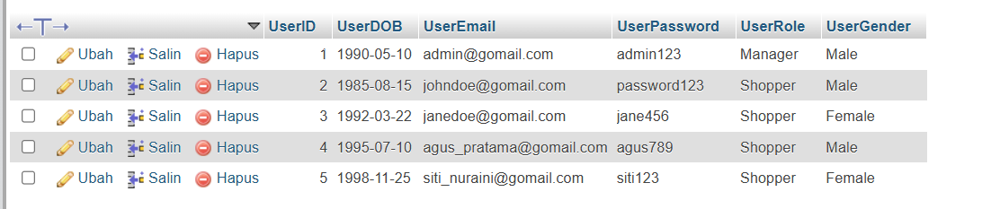 UserID UserDOB UserEmail UserPassword UserRole UserGender
Ubah Salin Hapus 1 1990-05-10 admin@gomail.com admin123 Manager Male
Ubah Salin Hapus 2 1985-08-15 johndoe@gomail.com password123 Shopper Male
Ubah Salin Hapus 3 1992-03-22 janedoe@gomail.com jane456 Shopper Female
Ubah Salin Hapus 4 1995-07-10 agus_pratama@gomail.com agus789 Shopper Male
Ubah Salin Hapus 5 1998-11-25 siti_nuraini@gomail.com siti123 Shopper Female